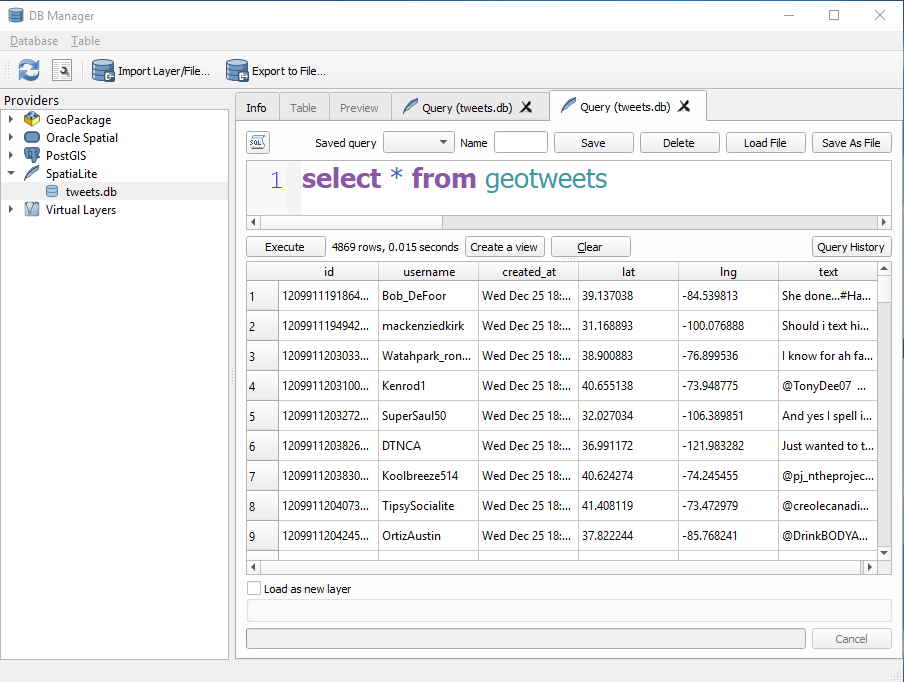 DB Manager
Database Table
Import Layer/File... Export to File...
Providers
GeoPackage
Oracle Spatial
PostGIS
SpatiaLite
tweets.db
Virtual Layers
Info Table Preview Query (tweets.db) Query (tweets.db)
SQL Saved query Name Save Delete Load File Save As File
1 select * from geotweets
Execute 4869 rows, 0.015 seconds Create a view Clear Query History
id username created_at lat lng text
1 1209911191864... Bob_DeFoor Wed Dec 25 18:... 39.137038 -84.539813 She done...#Ha...
2 1209911194942... mackenziedkirk Wed Dec 25 18:... 31.168893 -100.076888 Should i text hi...
3 1209911203033... Watahpark_ron... Wed Dec 25 18:... 38.900883 -76.899536 I know for ah fa...
4 1209911203100... Kenrod1 Wed Dec 25 18:... 40.655138 -73.948775 @TonyDee07 ...
5 1209911203272... SuperSaul50 Wed Dec 25 18:... 32.027034 -106.389851 And yes I spell i...
6 1209911203826... DTNCA Wed Dec 25 18:... 36.991172 -121.983282 Just wanted to t...
7 1209911203830... Koolbreeze514 Wed Dec 25 18:... 40.624274 -74.245455 @pj_ntheprojec...
8 1209911204073... TipsySocialite Wed Dec 25 18:... 41.408119 -73.472979 @creolecanadi...
9 1209911204245... OrtizAustin Wed Dec 25 18:... 37.822244 -85.768241 @DrinkBODYA...
Load as new layer
Cancel